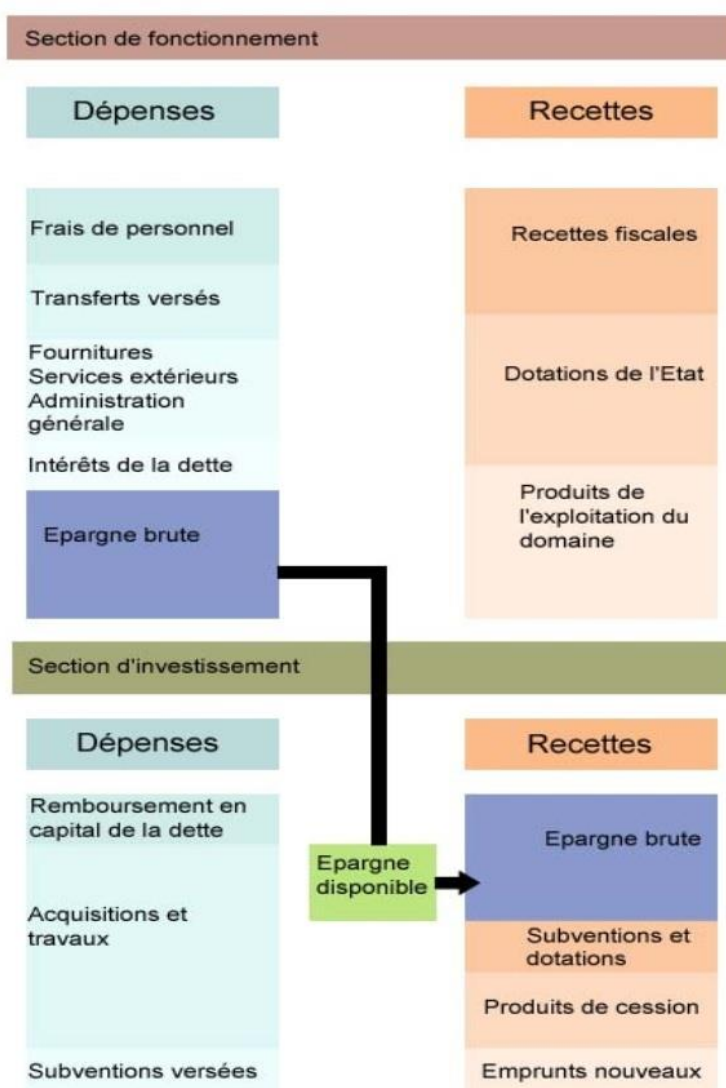 Section de fonctionnement
Dépenses
Recettes
Frais de personnel
Transferts versés
Fournitures
Services extérieurs
Administration
générale
Intérêts de la dette
Epargne brute
Recettes fiscales
Dotations de l'Etat
Produits de
l'exploitation du
domaine
Section d'investissement
Dépenses
Recettes
Remboursement en
capital de la dette
Acquisitions et
travaux
Subventions versées
Epargne
disponible
Epargne brute
Subventions et
dotations
Produits de cession
Emprunts nouveaux